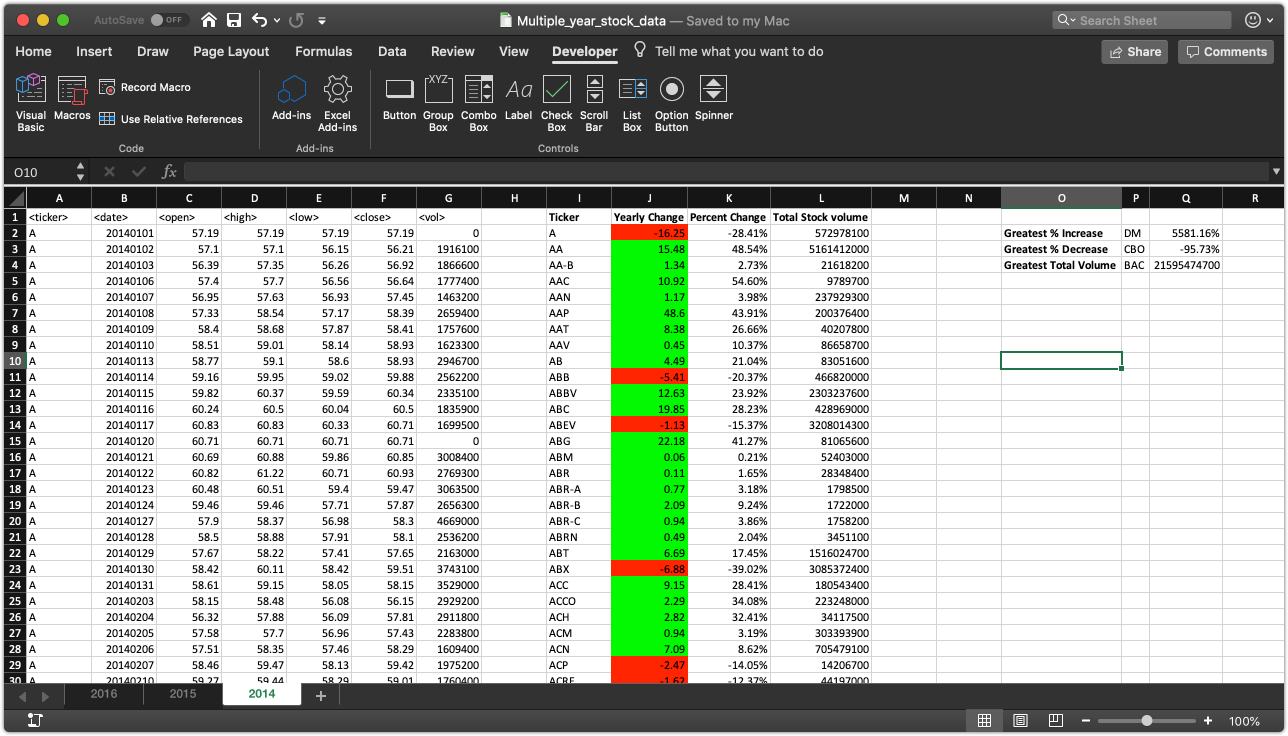 AutoSave OFF Multiple_year_stock_data — Saved to my Mac Search Sheet
Home Insert Draw Page Layout Formulas Data Review View Developer Tell me what you want to do Share Comments
Visual Basic Macros Record Macro Use Relative References Add-ins Excel Add-ins Button Group Box Combo Box Label Check Box Scroll Bar List Box Option Button Spinner
XYZ Aa
Code Add-ins Controls
O10 fx
A B C D E F G H I J K L M N O P Q R
1 <ticker> <date> <open> <high> <low> <close> <vol> Ticker Yearly Change Percent Change Total Stock volume
2 A 20140101 57.19 57.19 57.19 57.19 0 A -16.25 -28.41% 572978100 Greatest % Increase DM 5581.16%
3 A 20140102 57.1 57.1 56.15 56.21 1916100 AA 15.48 48.54% 5161412000 Greatest % Decrease CBO -95.73%
4 A 20140103 56.39 57.35 56.26 56.92 1866600 AA-B 1.34 2.73% 21618200 Greatest Total Volume BAC 21595474700
5 A 20140106 57.4 57.7 56.56 56.64 1777400 AAC 10.92 54.60% 9789700
6 A 20140107 56.95 57.63 56.93 57.45 1463200 AAN 1.17 3.98% 237929300
7 A 20140108 57.33 58.54 57.17 58.39 2659400 AAP 48.6 43.91% 200376400
8 A 20140109 58.4 58.68 57.87 58.41 1757600 AAT 8.38 26.66% 40207800
9 A 20140110 58.51 59.01 58.14 58.93 1623300 AAV 0.45 10.37% 86658700
10 A 20140113 58.77 59.1 58.6 58.93 2946700 AB 4.49 21.04% 83051600
11 A 20140114 59.16 59.95 59.02 59.88 2562200 ABB -5.41 -20.37% 466820000
12 A 20140115 59.82 60.37 59.59 60.34 2335100 ABBV 12.63 23.92% 2303237600
13 A 20140116 60.24 60.5 60.04 60.5 1835900 ABC 19.85 28.23% 428969000
14 A 20140117 60.83 60.83 60.33 60.71 1699500 ABEV -1.13 -15.37% 3208014300
15 A 20140120 60.71 60.71 60.71 60.71 0 ABG 22.18 41.27% 81065600
16 A 20140121 60.69 60.88 59.86 60.85 3008400 ABM 0.06 0.21% 52403000
17 A 20140122 60.82 61.22 60.71 60.93 2769300 ABR 0.11 1.65% 28348400
18 A 20140123 60.48 60.51 59.4 59.47 3063500 ABR-A 0.77 3.18% 1798500
19 A 20140124 59.46 59.46 57.71 57.87 2656300 ABR-B 2.09 9.24% 1722000
20 A 20140127 57.9 58.37 56.98 58.3 4669000 ABR-C 0.94 3.86% 1758200
21 A 20140128 58.5 58.88 57.91 58.1 2536200 ABRN 0.49 2.04% 3451100
22 A 20140129 57.67 58.22 57.41 57.65 2163000 ABT 6.69 17.45% 1516024700
23 A 20140130 58.42 60.11 58.42 59.51 3743100 ABX -6.88 -39.02% 3085372400
24 A 20140131 58.61 59.15 58.05 58.15 3529000 ACC 9.15 28.41% 180543400
25 A 20140203 58.15 58.48 56.08 56.15 2929200 ACCO 2.29 34.08% 223248000
26 A 20140204 56.32 57.88 56.09 57.81 2911800 ACH 2.82 32.41% 34117500
27 A 20140205 57.58 57.7 56.96 57.43 2283800 ACM 0.94 3.19% 303393900
28 A 20140206 57.51 58.35 57.46 58.29 1609400 ACN 7.09 8.62% 705479100
29 A 20140207 58.46 59.47 58.13 59.42 1975200 ACP -2.47 -14.05% 14206700
30 A 20140210 59.27 59.44 58.29 59.01 1760400 ACRE -1.62 -12.37% 44197000
2016 2015 2014 +
− + 100%